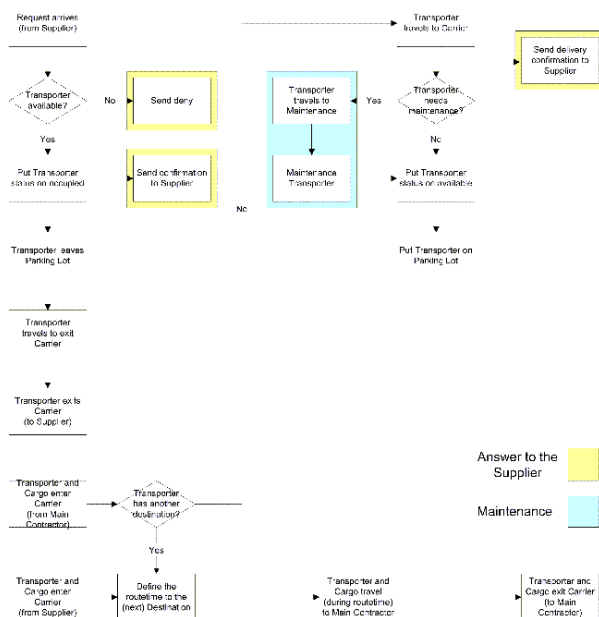 Request arrives
(from Supplier)
Transporter
travels to Carrier
Send delivery
confirmation to
Supplier
Transporter
available?
No
Send deny
Transporter
travels to
Maintenance
Yes
Transporter
needs
maintenance?
Yes
No
Put Transporter
status on occupied
Send confirmation
to Supplier
Maintenance
Transporter
Put Transporter
status on available
No
Transporter leaves
Parking Lot
Put Transporter on
Parking Lot
Transporter
travels to exit
Carrier
Transporter exits
Carrier
(to Supplier)
Answer to the
Supplier
Transporter and
Cargo enter
Carrier
(from Main
Contractor)
Transporter
has another
destination?
Maintenance
Yes
Transporter and
Cargo enter
Carrier
(from Supplier)
Define the
routetime to the
(next) Destination
Transporter and
Cargo travel
(during routetime)
to Main Contractor
Transporter and
Cargo exit Carrier
(to Main
Contractor)